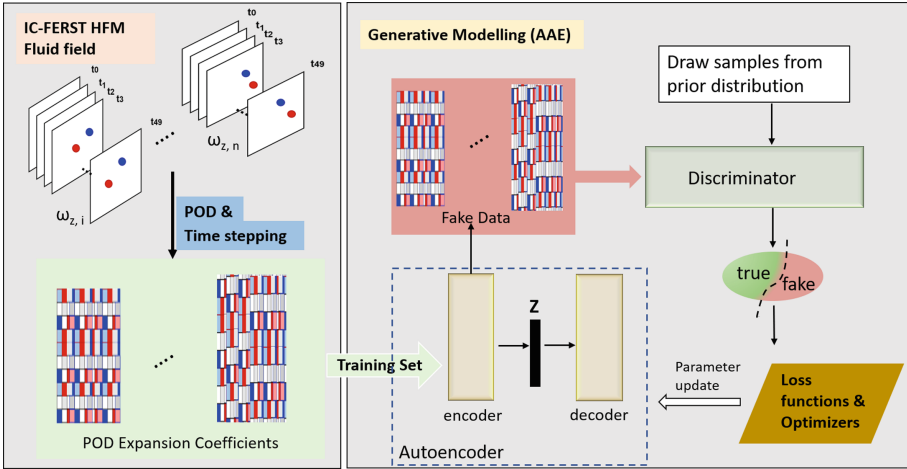 IC-FERST HFM
Fluid field
t0
t1
t2
t3
t49
ωz, n
t0
t1
t2
t3
t49
ωz, i
POD &
Time stepping
POD Expansion Coefficients
Training Set
Generative Modelling (AAE)
Fake Data
Draw samples from
prior distribution
Discriminator
true
fake
Z
encoder
decoder
Autoencoder
Parameter
update
Loss
functions &
Optimizers